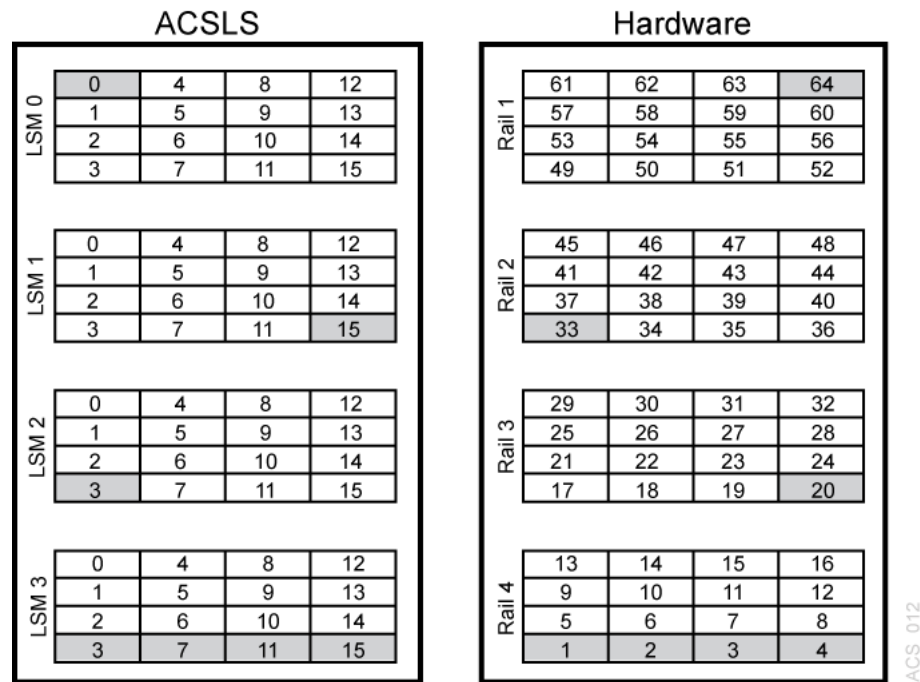 ACSLS
LSM 0
0 4 8 12
1 5 9 13
2 6 10 14
3 7 11 15
LSM 1
0 4 8 12
1 5 9 13
2 6 10 14
3 7 11 15
LSM 2
0 4 8 12
1 5 9 13
2 6 10 14
3 7 11 15
LSM 3
0 4 8 12
1 5 9 13
2 6 10 14
3 7 11 15
Hardware
Rail 1
61 62 63 64
57 58 59 60
53 54 55 56
49 50 51 52
Rail 2
45 46 47 48
41 42 43 44
37 38 39 40
33 34 35 36
Rail 3
29 30 31 32
25 26 27 28
21 22 23 24
17 18 19 20
Rail 4
13 14 15 16
9 10 11 12
5 6 7 8
1 2 3 4
ACS_012